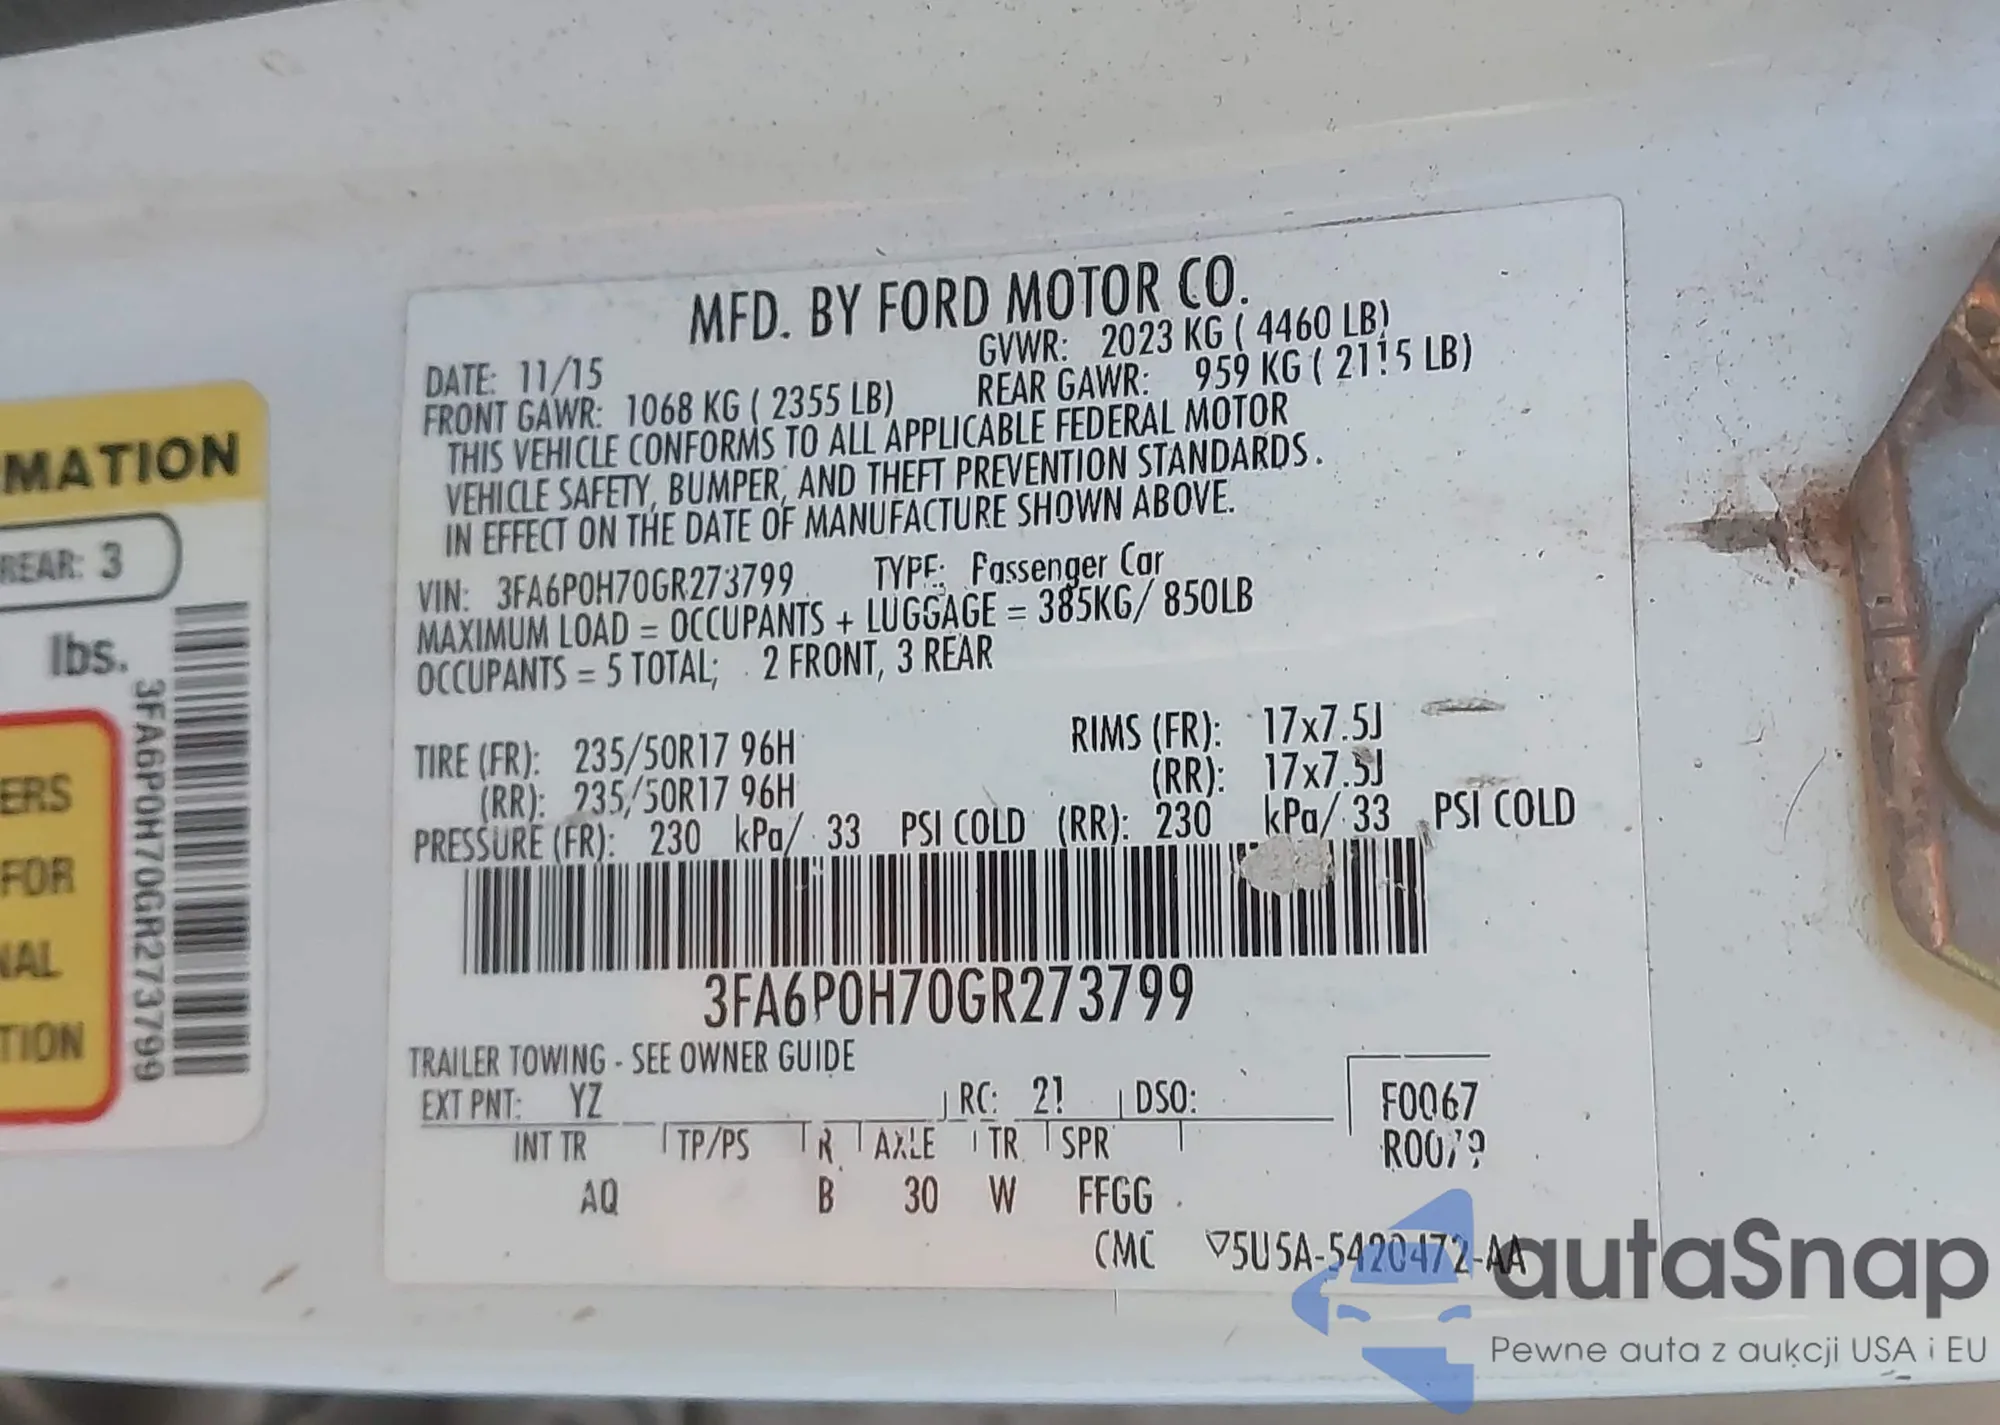 MFD. BY FORD MOTOR CO.
DATE: 11/15 GVWR: 2023 KG ( 4460 LB)
FRONT GAWR: 1068 KG ( 2355 LB) REAR GAWR: 959 KG ( 2115 LB)
THIS VEHICLE CONFORMS TO ALL APPLICABLE FEDERAL MOTOR
VEHICLE SAFETY, BUMPER, AND THEFT PREVENTION STANDARDS.
IN EFFECT ON THE DATE OF MANUFACTURE SHOWN ABOVE.
VIN: 3FA6P0H70GR273799 TYPE: Passenger Car
MAXIMUM LOAD = OCCUPANTS + LUGGAGE = 385KG/ 850LB
OCCUPANTS = 5 TOTAL; 2 FRONT, 3 REAR
TIRE (FR): 235/50R17 96H RIMS (FR): 17x7.5J
(RR): 235/50R17 96H (RR): 17x7.5J
PRESSURE (FR): 230 kPa/ 33 PSI COLD (RR): 230 kPa/ 33 PSI COLD
3FA6P0H70GR273799
TRAILER TOWING - SEE OWNER GUIDE
EXT PNT: YZ RC: 21 DSO: F0067
INT TR TP/PS R AXLE TR SPR R0079
AQ B 30 W FFGG
CMC ▽5U5A-5420472-AA
MATION
REAR: 3
lbs.
3FA6P0H70GR273799
ERS
FOR
NAL
TION
autaSnap
Pewne auta z aukcji USA i EU